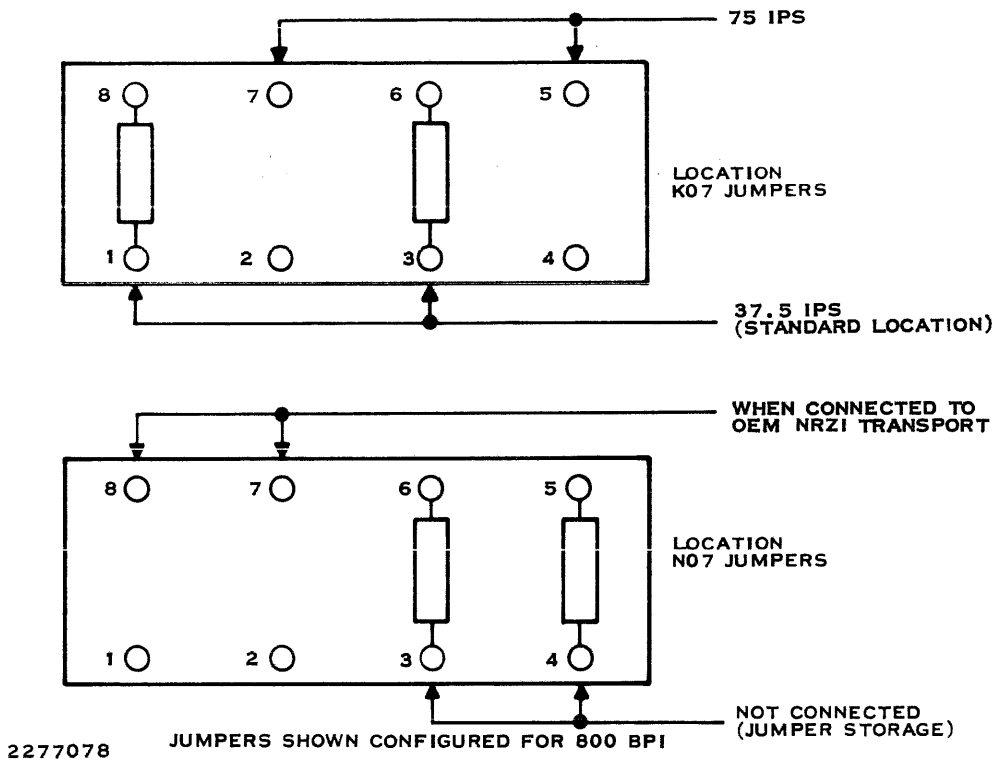 75 IPS
8 7 6 5
LOCATION
K07 JUMPERS
1 2 3 4
37.5 IPS
(STANDARD LOCATION)
WHEN CONNECTED TO
OEM NRZI TRANSPORT
8 7 6 5
LOCATION
N07 JUMPERS
1 2 3 4
NOT CONNECTED
(JUMPER STORAGE)
JUMPERS SHOWN CONFIGURED FOR 800 BPI
2277078